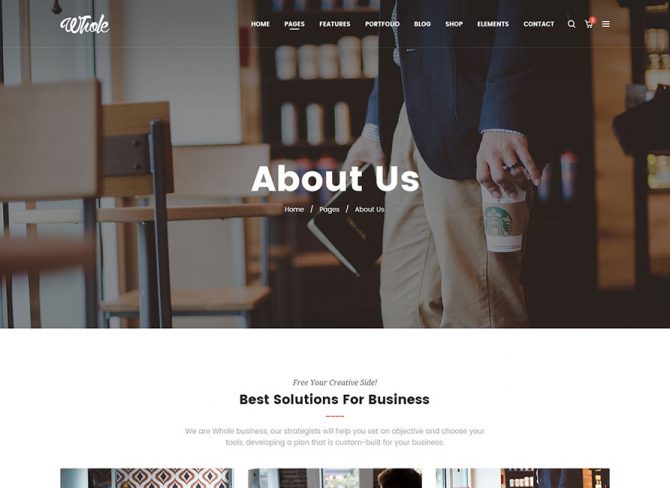 Whole
HOME PAGES FEATURES PORTFOLIO BLOG SHOP ELEMENTS CONTACT
About Us
Home / Pages / About Us
Free Your Creative Side!
Best Solutions For Business
We are Whole business, our strategists will help you set an objective and choose your
tools, developing a plan that is custom-built for your business.